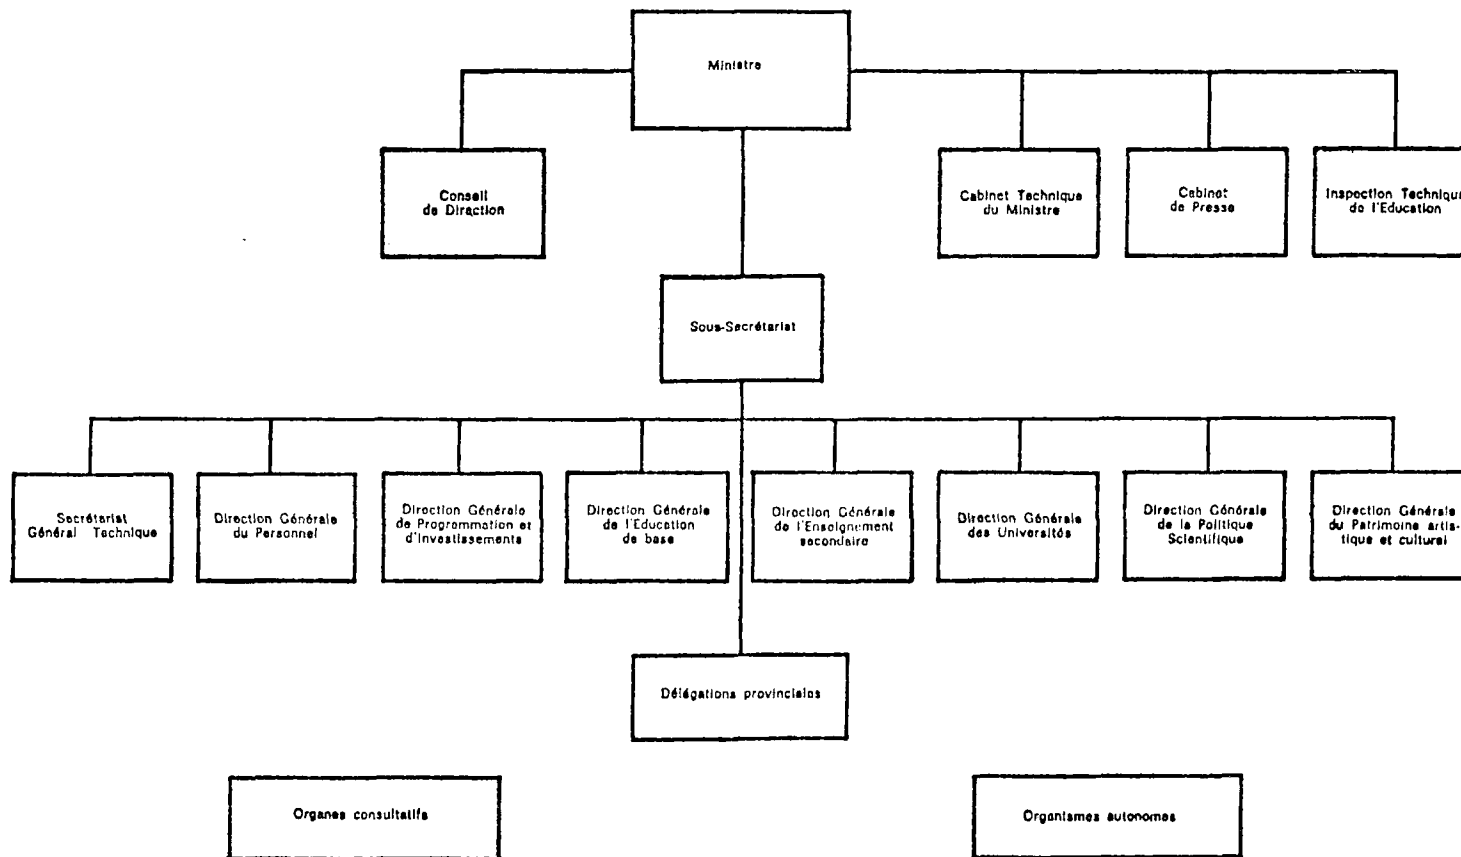 Ministre
Conseil
de Direction
Cabinet Technique
du Ministre
Cabinet
de Presse
Inspection Technique
de l'Education
Sous-Secrétariat
Secrétariat
Général Technique
Direction Générale
du Personnel
Direction Générale
de Programmation et
d'Investissements
Direction Générale
de l'Education
de base
Direction Générale
de l'Enseignement
secondaire
Direction Générale
des Universités
Direction Générale
de la Politique
Scientifique
Direction Générale
du Patrimoine artis-
tique et culturel
Délégations provinciales
Organes consultatifs
Organismes autonomes